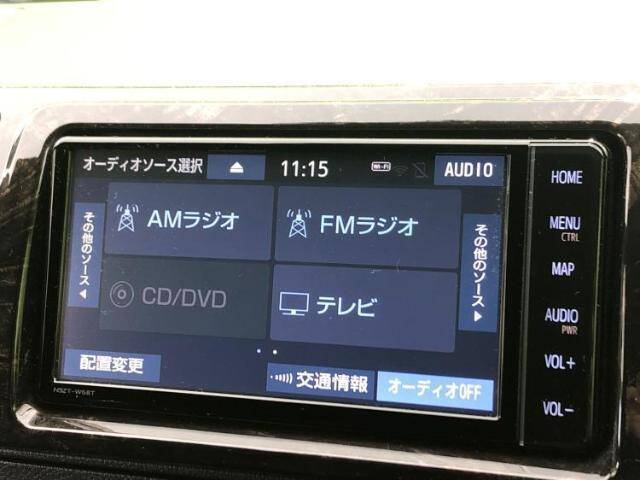 オーディオソース選択 ⏏ 11:15 Wi-Fi AUDIO
その他のソース◀
AMラジオ
FMラジオ
CD/DVD
テレビ
その他のソース▶
配置変更
交通情報
オーディオOFF
NSZT-W68T
HOME
MENU
CTRL
MAP
AUDIO
PWR
VOL+
VOL-